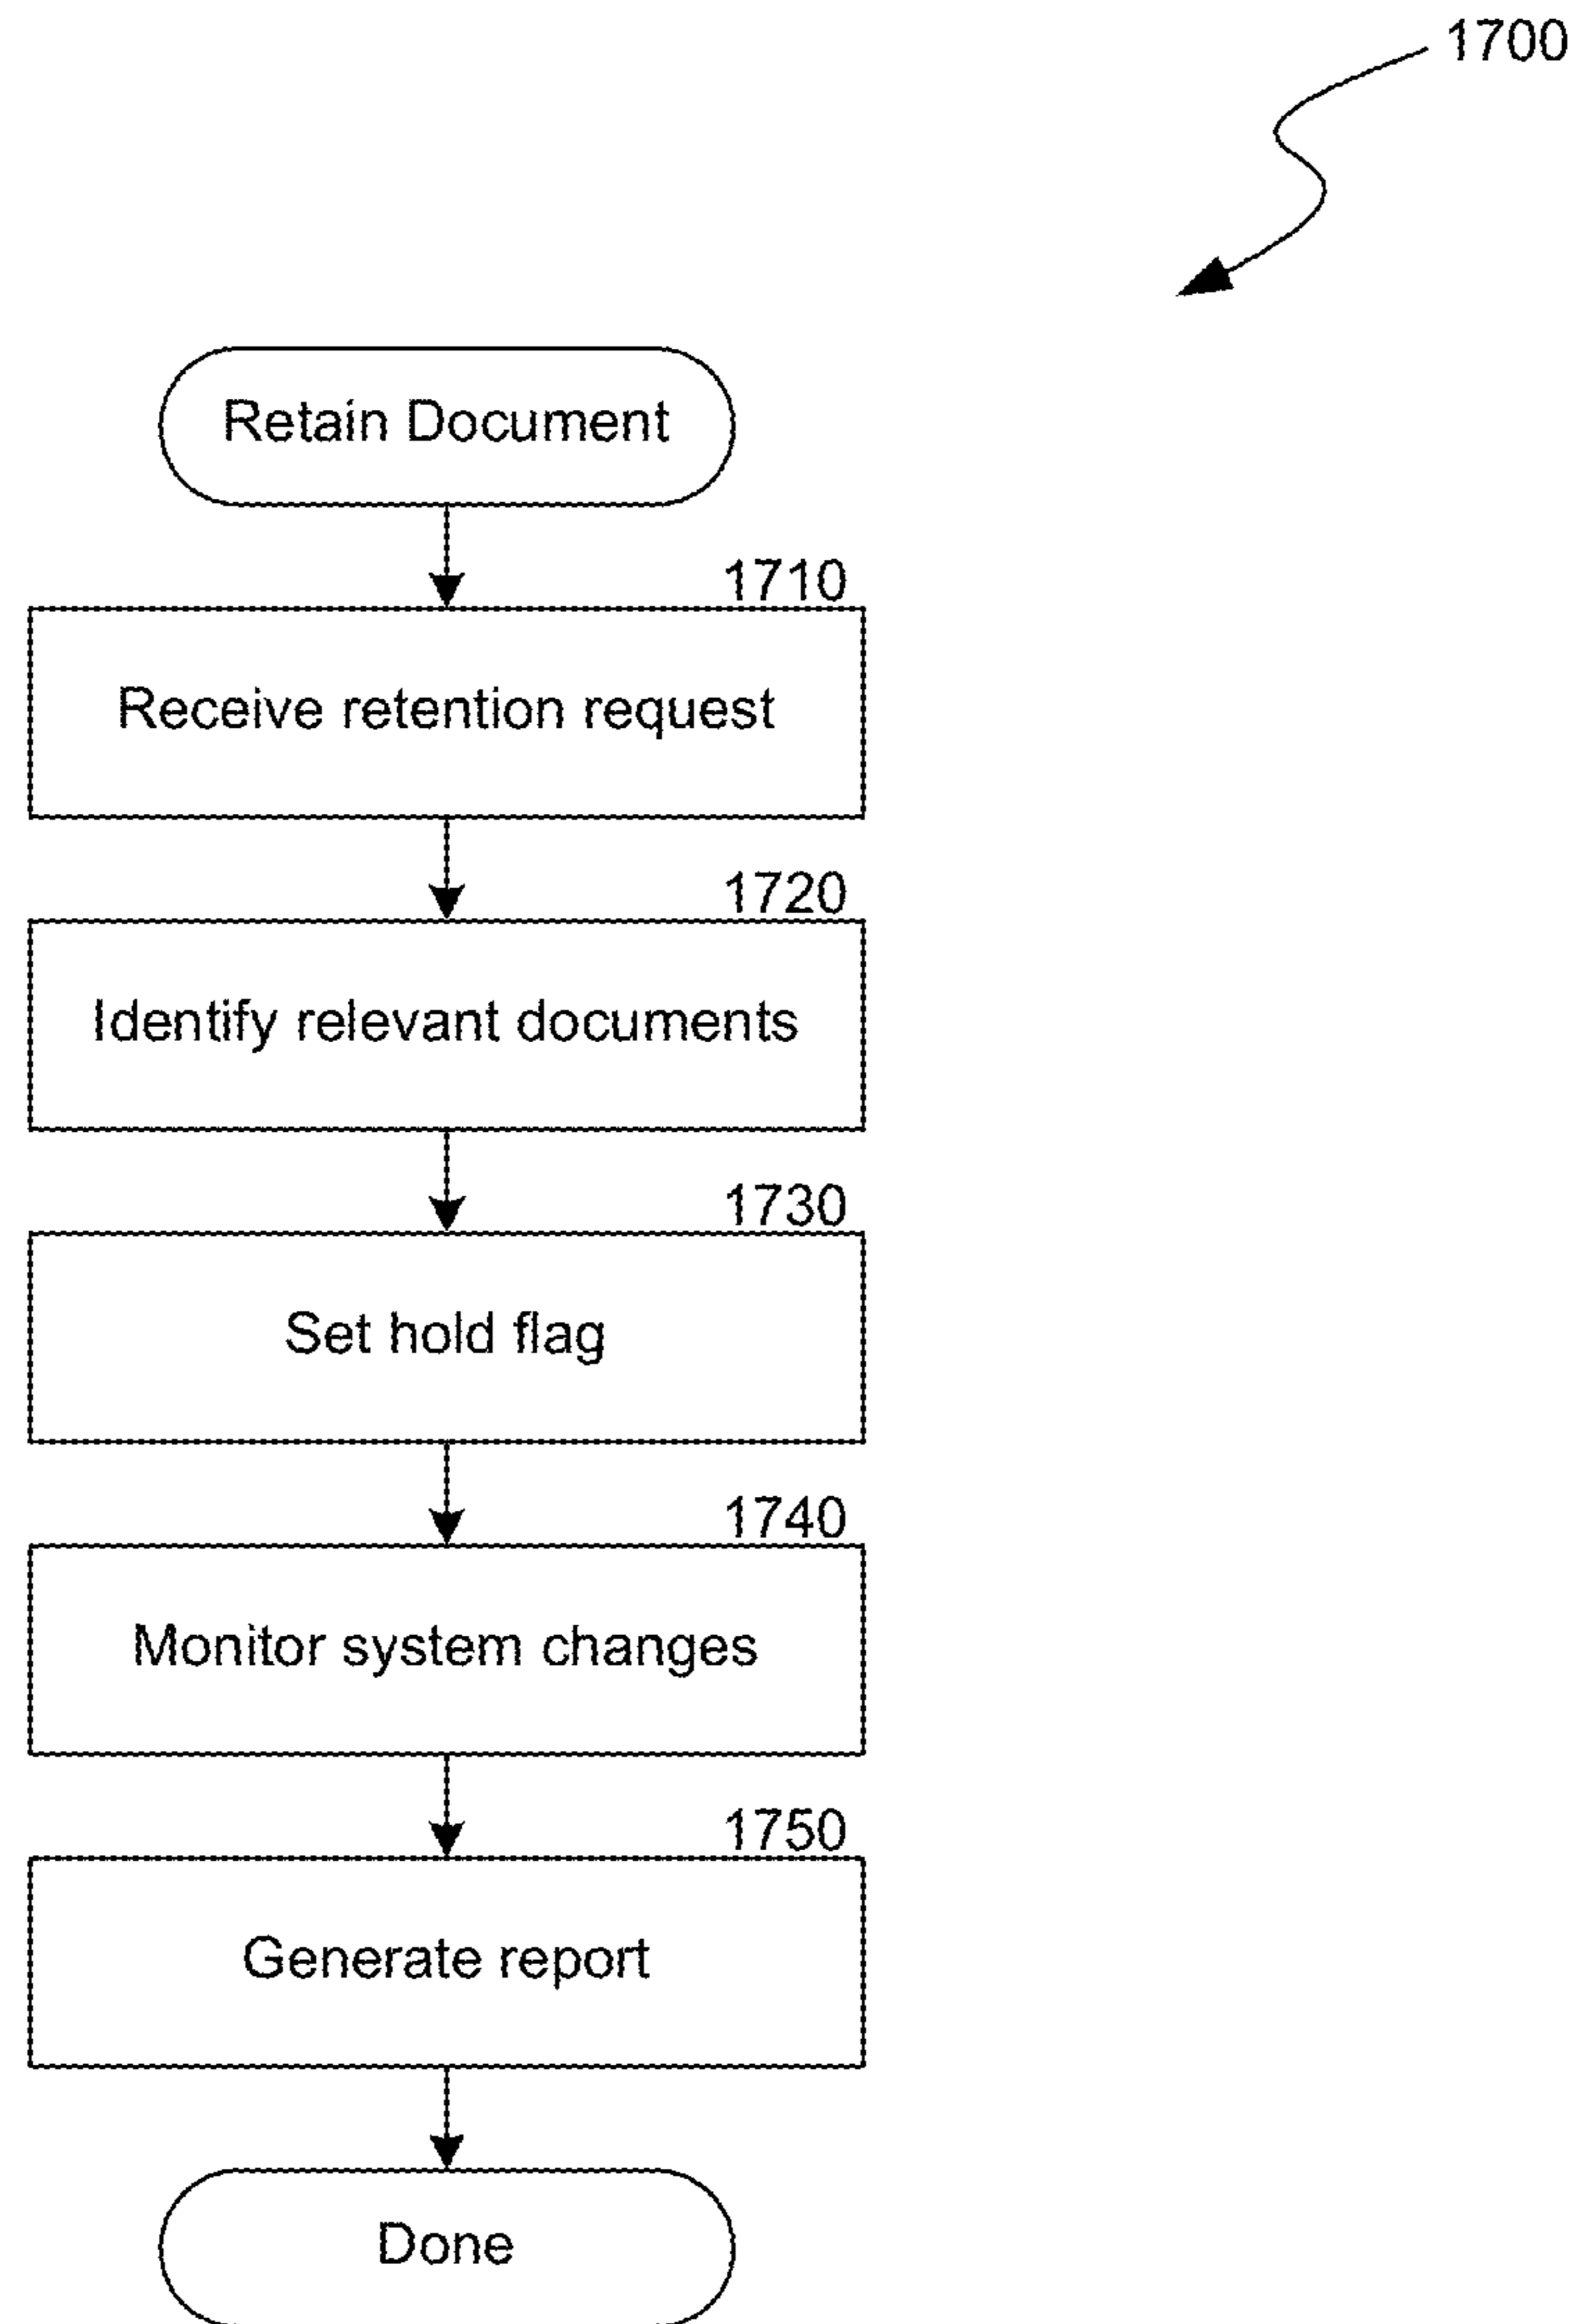 1700
Retain Document
1710
Receive retention request
1720
Identify relevant documents
1730
Set hold flag
1740
Monitor system changes
1750
Generate report
Done